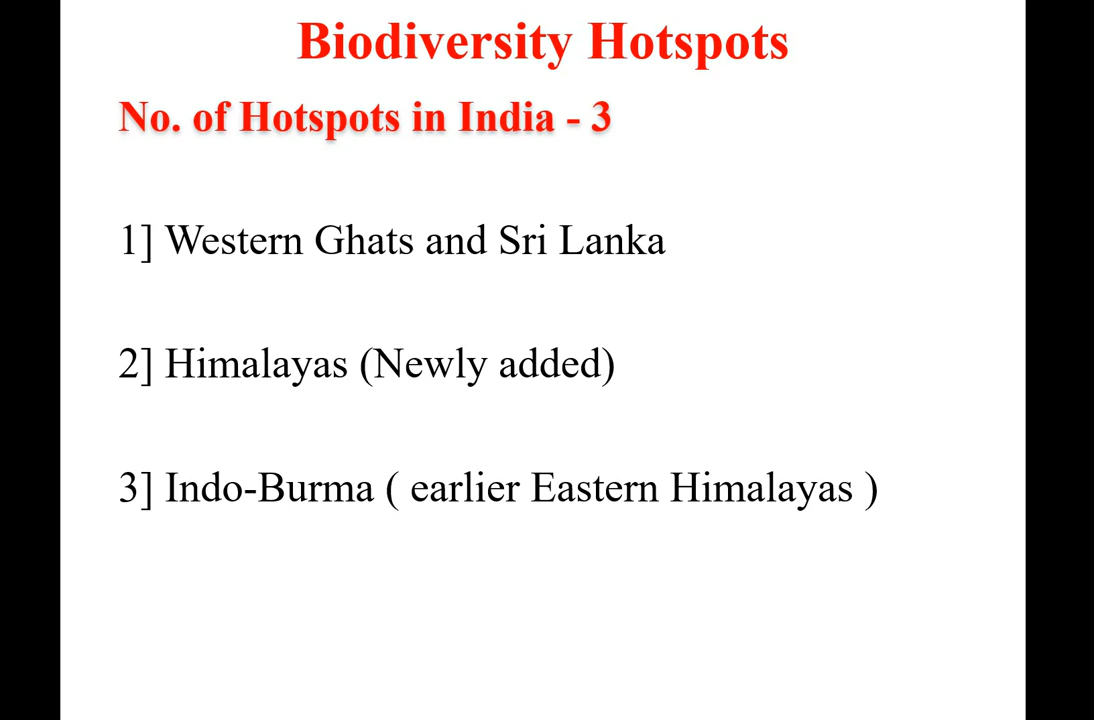 Biodiversity Hotspots
No. of Hotspots in India - 3
1] Western Ghats and Sri Lanka
2] Himalayas (Newly added)
3] Indo-Burma ( earlier Eastern Himalayas )